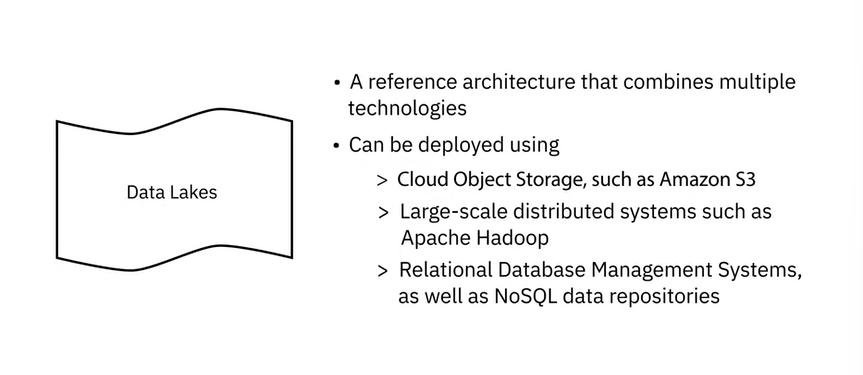 Data Lakes
• A reference architecture that combines multiple
technologies
• Can be deployed using
> Cloud Object Storage, such as Amazon S3
> Large-scale distributed systems such as
Apache Hadoop
> Relational Database Management Systems,
as well as NoSQL data repositories